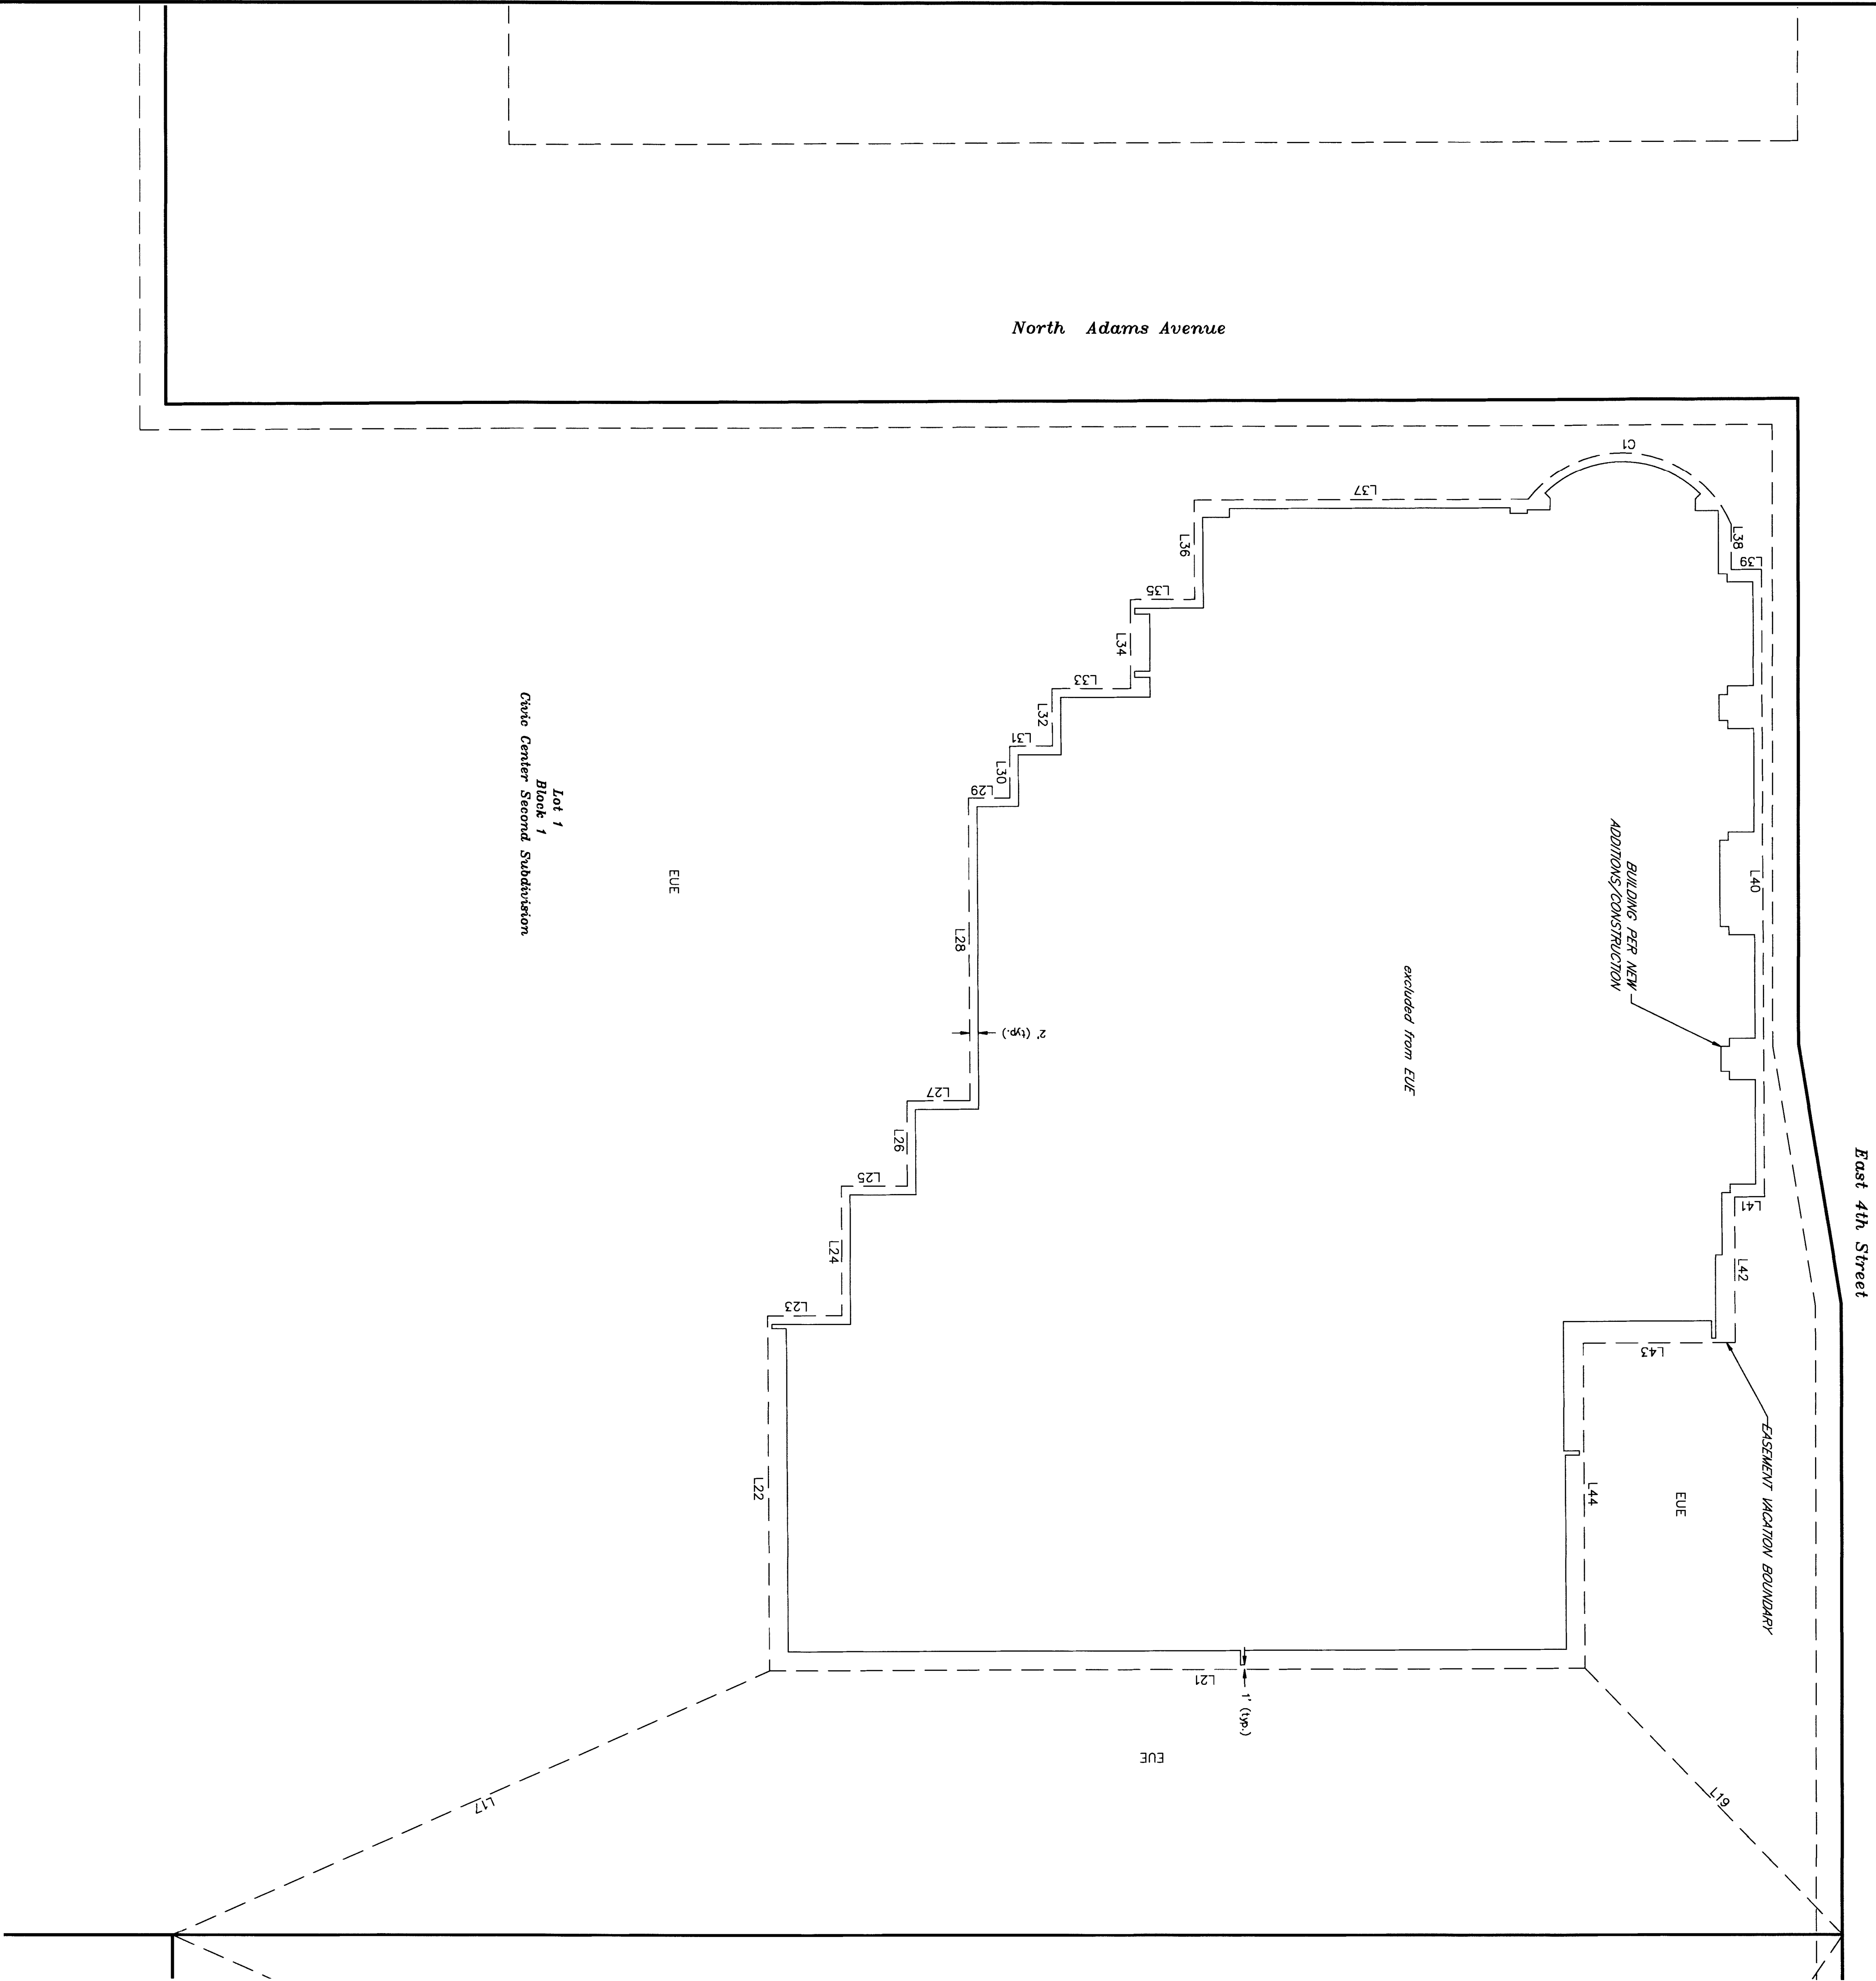 North Adams Avenue
East 4th Street
C1
L37
L38
L39
L36
L35
L34
L33
L32
L31
L30
L29
L28
2' (typ.)
L27
L26
L25
L24
L23
L22
L40
L41
L42
L43
L44
L21
1' (typ.)
L17
L19
BUILDING PER NEW
ADDITIONS/CONSTRUCTION
excluded from EUE
Lot 1
Block 1
Civic Center Second Subdivision
EUE
EASEMENT VACATION BOUNDARY
EUE
EUE